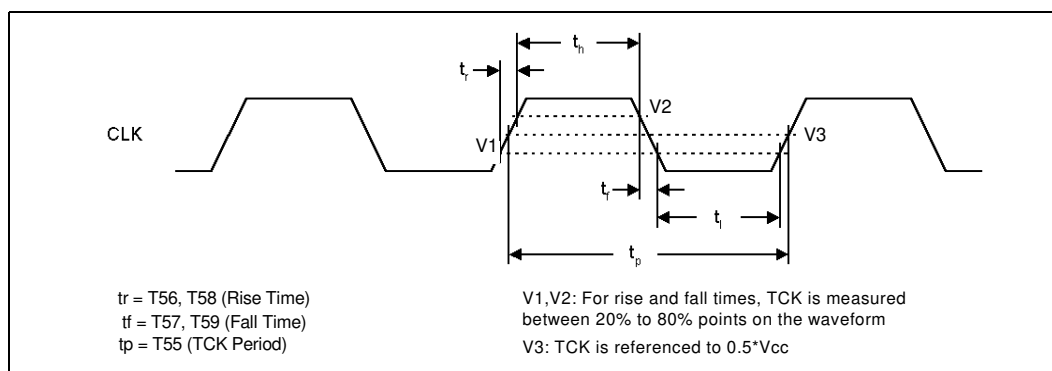 th
tr
V2
CLK
V1
V3
tf
tl
tp
tr = T56, T58 (Rise Time)
tf = T57, T59 (Fall Time)
tp = T55 (TCK Period)
V1,V2: For rise and fall times, TCK is measured
between 20% to 80% points on the waveform
V3: TCK is referenced to 0.5*Vcc